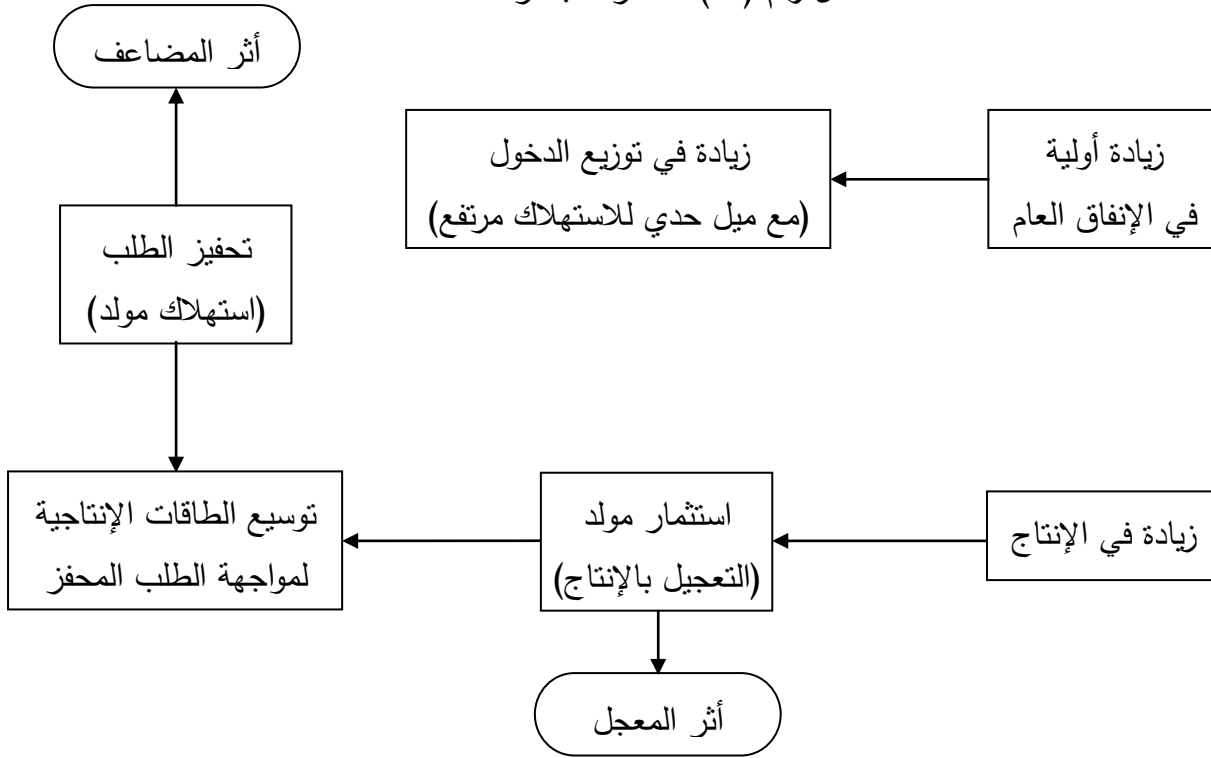 أثر المضاعف
زيادة أولية
في الإنفاق العام
زيادة في توزيع الدخول
(مع ميل حدي للاستهلاك مرتفع)
تحفيز الطلب
(استهلاك مولد)
زيادة في الإنتاج
استثمار مولد
(التعجيل بالإنتاج)
توسيع الطاقات الإنتاجية
لمواجهة الطلب المحفز
أثر المعجل